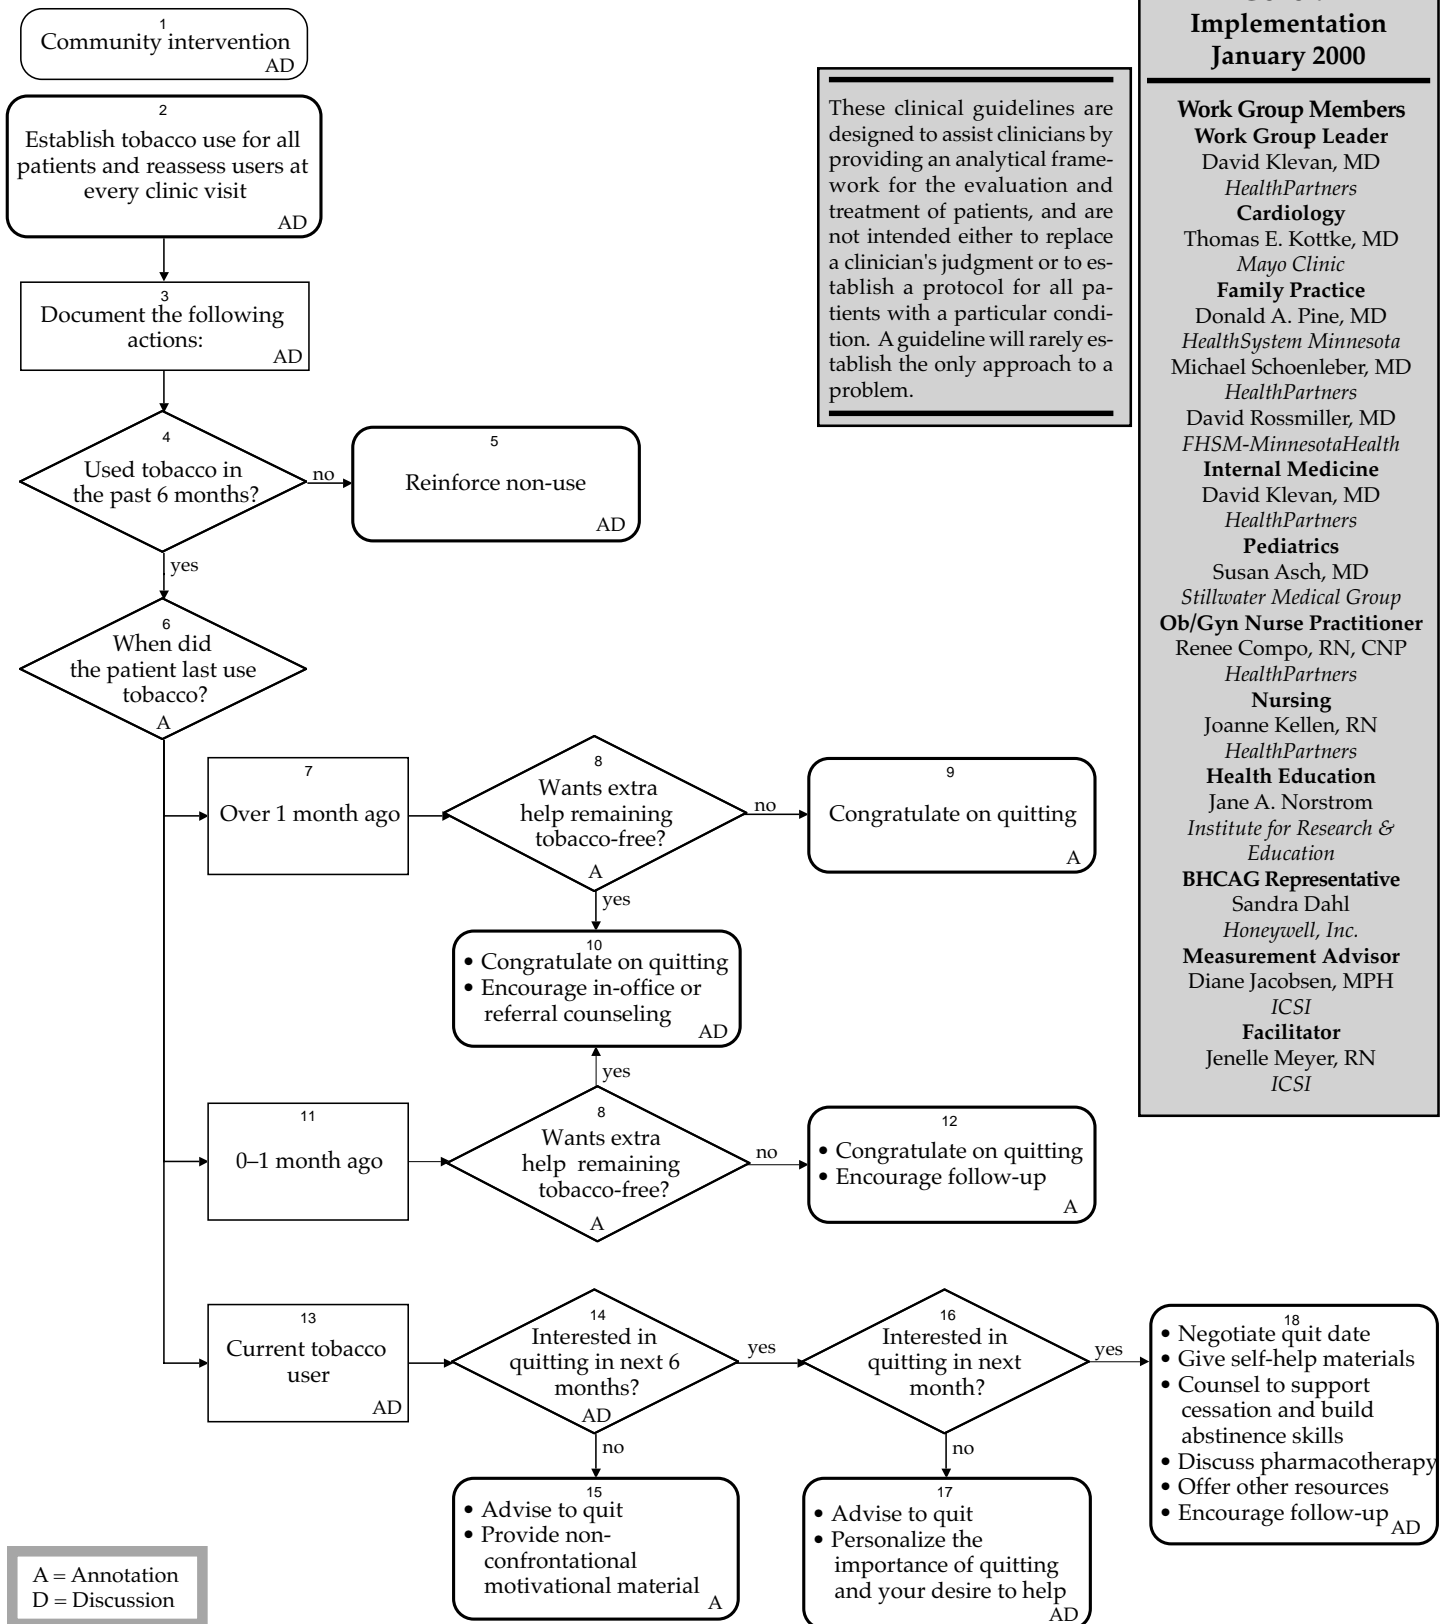 1
Community intervention
AD
2
Establish tobacco use for all
patients and reassess users at
every clinic visit
AD
3
Document the following
actions:
AD
4
Used tobacco in
the past 6 months?
no
5
Reinforce non-use
AD
yes
6
When did
the patient last use
tobacco?
A
7
Over 1 month ago
8
Wants extra
help remaining
tobacco-free?
A
no
9
Congratulate on quitting
A
yes
10
• Congratulate on quitting
• Encourage in-office or
referral counseling
AD
yes
11
0–1 month ago
8
Wants extra
help remaining
tobacco-free?
A
no
12
• Congratulate on quitting
• Encourage follow-up
A
13
Current tobacco
user
AD
14
Interested in
quitting in next 6
months?
AD
yes
16
Interested in
quitting in next
month?
yes
18
• Negotiate quit date
• Give self-help materials
• Counsel to support
cessation and build
abstinence skills
• Discuss pharmacotherapy
• Offer other resources
• Encourage follow-up
AD
no
15
• Advise to quit
• Provide non-
confrontational
motivational material
A
no
17
• Advise to quit
• Personalize the
importance of quitting
and your desire to help
AD
A = Annotation
D = Discussion
These clinical guidelines are
designed to assist clinicians by
providing an analytical frame-
work for the evaluation and
treatment of patients, and are
not intended either to replace
a clinician's judgment or to es-
tablish a protocol for all pa-
tients with a particular condi-
tion. A guideline will rarely es-
tablish the only approach to a
problem.
Implementation
January 2000
Work Group Members
Work Group Leader
David Klevan, MD
HealthPartners
Cardiology
Thomas E. Kottke, MD
Mayo Clinic
Family Practice
Donald A. Pine, MD
HealthSystem Minnesota
Michael Schoenleber, MD
HealthPartners
David Rossmiller, MD
FHSM-MinnesotaHealth
Internal Medicine
David Klevan, MD
HealthPartners
Pediatrics
Susan Asch, MD
Stillwater Medical Group
Ob/Gyn Nurse Practitioner
Renee Compo, RN, CNP
HealthPartners
Nursing
Joanne Kellen, RN
HealthPartners
Health Education
Jane A. Norstrom
Institute for Research &
Education
BHCAG Representative
Sandra Dahl
Honeywell, Inc.
Measurement Advisor
Diane Jacobsen, MPH
ICSI
Facilitator
Jenelle Meyer, RN
ICSI